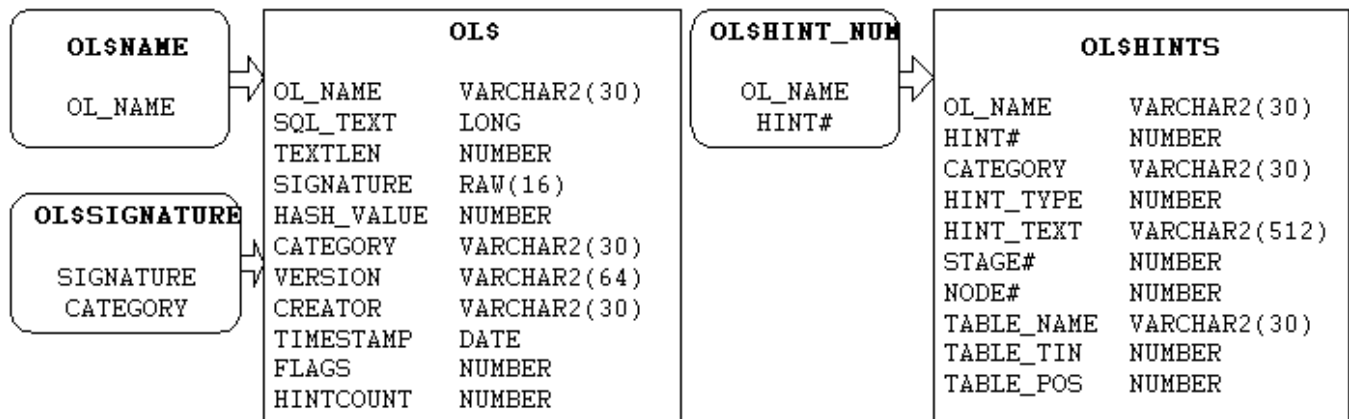 OL$NAME
OL_NAME
OL$SIGNATURE
SIGNATURE
CATEGORY
OL$
OL_NAME VARCHAR2(30)
SQL_TEXT LONG
TEXTLEN NUMBER
SIGNATURE RAW(16)
HASH_VALUE NUMBER
CATEGORY VARCHAR2(30)
VERSION VARCHAR2(64)
CREATOR VARCHAR2(30)
TIMESTAMP DATE
FLAGS NUMBER
HINTCOUNT NUMBER
OL$HINT_NUM
OL_NAME
HINT#
OL$HINTS
OL_NAME VARCHAR2(30)
HINT# NUMBER
CATEGORY VARCHAR2(30)
HINT_TYPE NUMBER
HINT_TEXT VARCHAR2(512)
STAGE# NUMBER
NODE# NUMBER
TABLE_NAME VARCHAR2(30)
TABLE_TIN NUMBER
TABLE_POS NUMBER